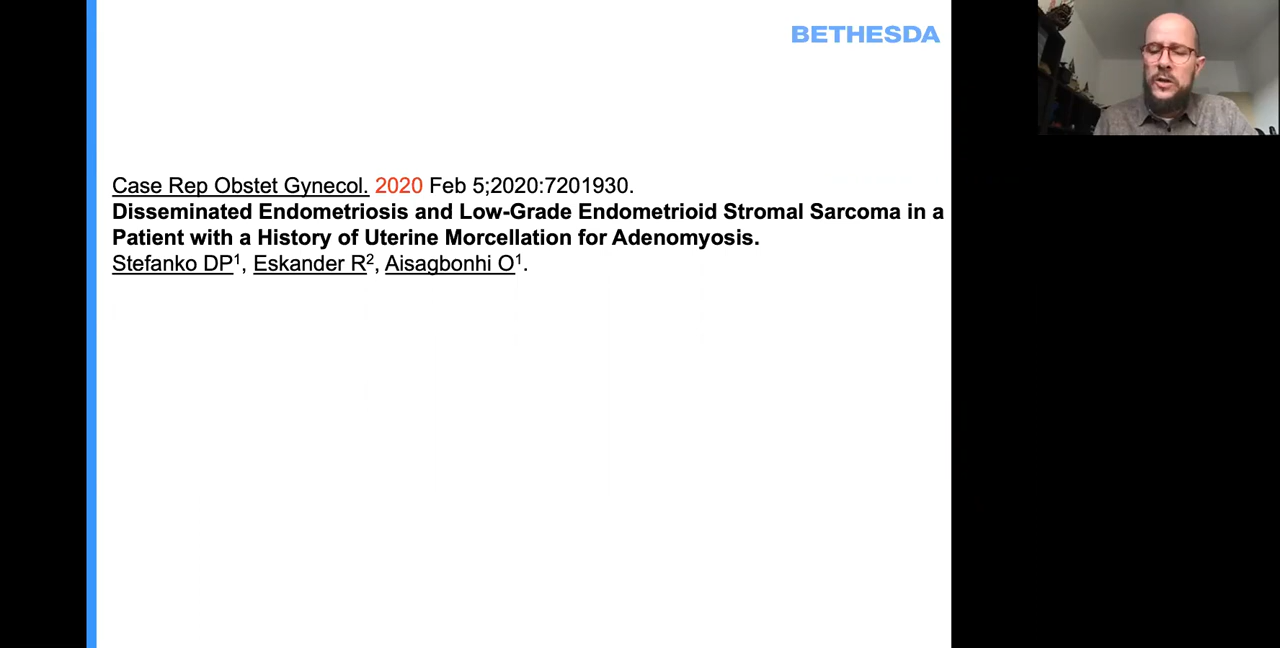 BETHESDA
Case Rep Obstet Gynecol. 2020 Feb 5;2020:7201930.
Disseminated Endometriosis and Low-Grade Endometrioid Stromal Sarcoma in a
Patient with a History of Uterine Morcellation for Adenomyosis.
Stefanko DP¹, Eskander R², Aisagbonhi O¹.